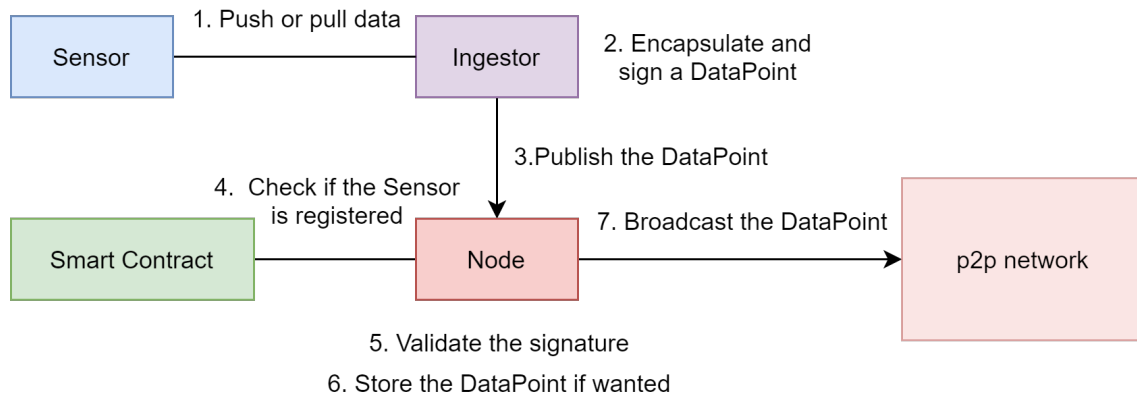 1. Push or pull data
Sensor
Ingestor
2. Encapsulate and
sign a DataPoint
3.Publish the DataPoint
4. Check if the Sensor
is registered
7. Broadcast the DataPoint
Smart Contract
Node
p2p network
5. Validate the signature
6. Store the DataPoint if wanted